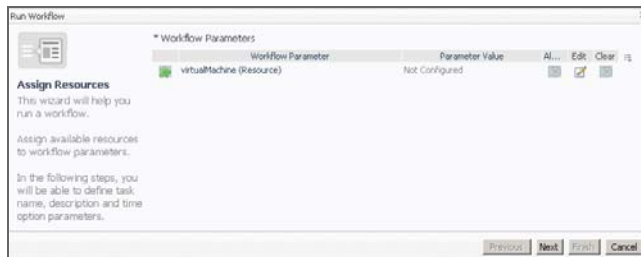 Run Workflow
* Workflow Parameters
Workflow Parameter Parameter Value Al... Edit Clear
virtualMachine (Resource) Not Configured
Assign Resources
This wizard will help you
run a workflow.
Assign available resources
to workflow parameters.
In the following steps, you
will be able to define task
name, description and time
option parameters.
Previous Next Finish Cancel